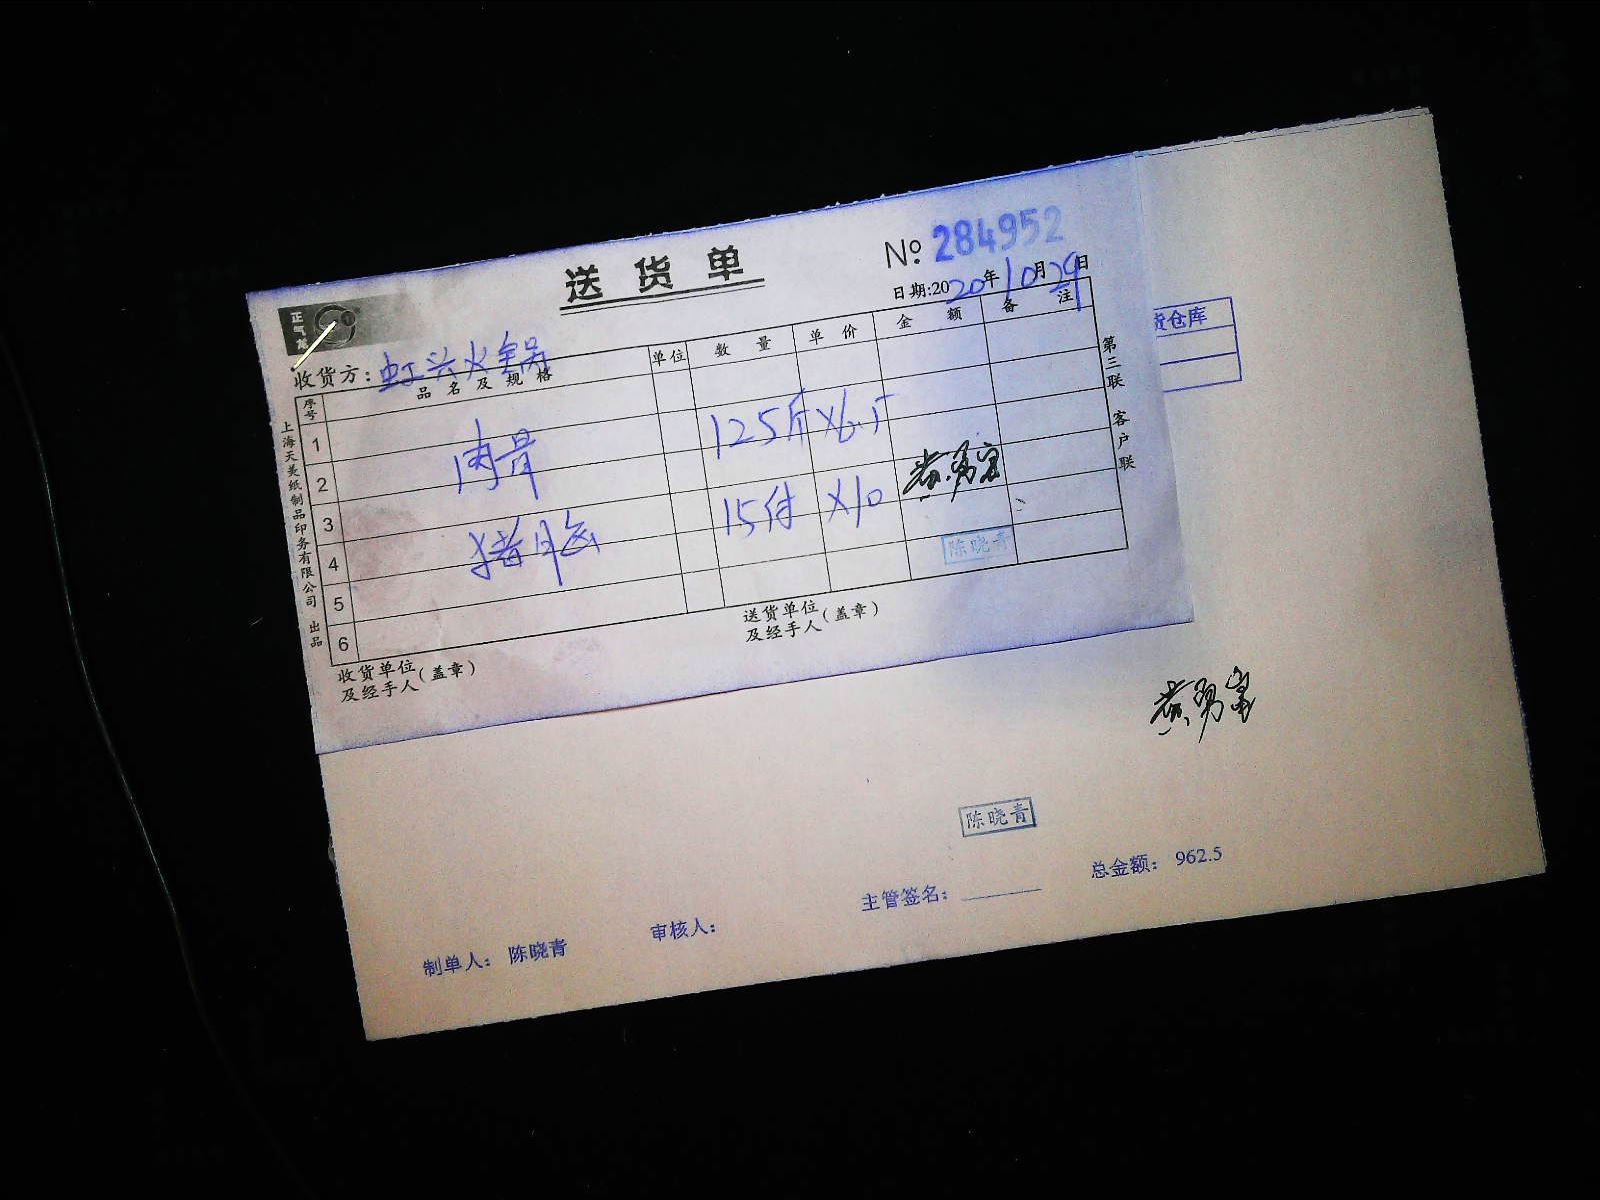 送货单
No 284952
日期:2020年10月29日
正气龙
收货方:虹兴火锅
序号 品名及规格 单位 数量 单价 金额 备注
1
肉骨 125斤 X6.5
2
3
猪脑 15付 X10 黄勇富
4
陈晓青
5
6
收货单位及经手人(盖章)
送货单位及经手人(盖章)
上海天美纸制品印务有限公司 出品
第三联 客户联
货仓库
黄勇富
陈晓青
制单人: 陈晓青 审核人: 主管签名: 总金额: 962.5